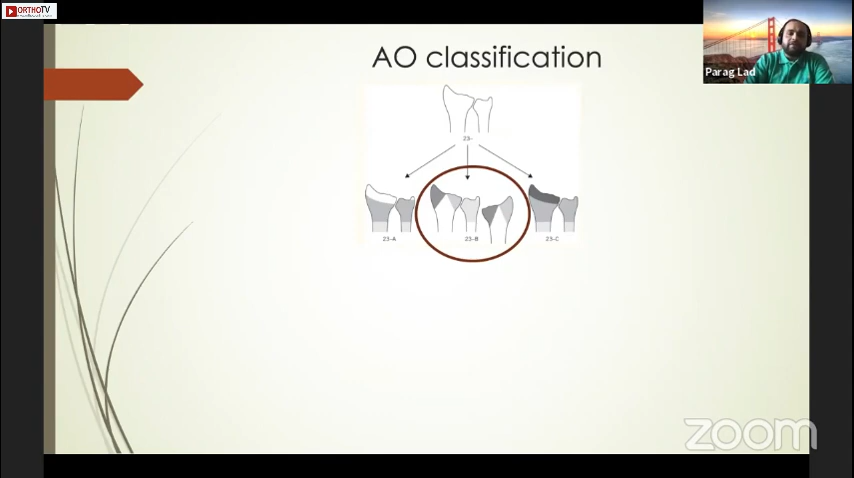 ORTHOTV
AO classification
Parag Lad
23-
23-A
23-B
23-C
zoom